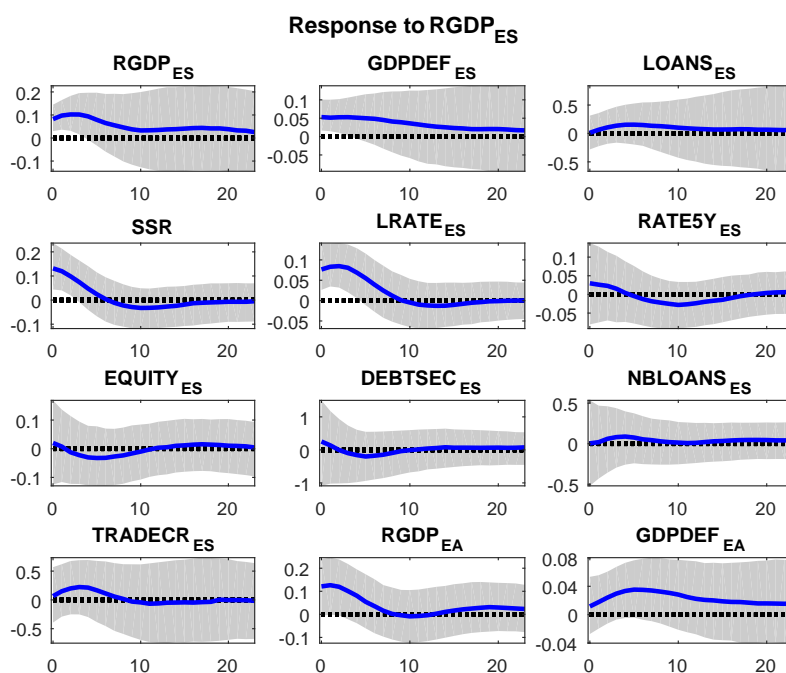 Response to RGDP_ES
RGDP_ES GDPDEF_ES LOANS_ES
0.2 0.1 0 -0.1
0 10 20
0.1 0.05 0 -0.05
0 10 20
0.5 0 -0.5
0 10 20
SSR LRATE_ES RATE5Y_ES
0.2 0.1 0 -0.1
0 10 20
0.1 0.05 0 -0.05
0 10 20
0.1 0.05 0 -0.05
0 10 20
EQUITY_ES DEBTSEC_ES NBLOANS_ES
0.1 0 -0.1
0 10 20
1 0 -1
0 10 20
0.5 0 -0.5
0 10 20
TRADECR_ES RGDP_EA GDPDEF_EA
0.5 0 -0.5
0 10 20
0.2 0.1 0 -0.1
0 10 20
0.08 0.04 0 -0.04
0 10 20